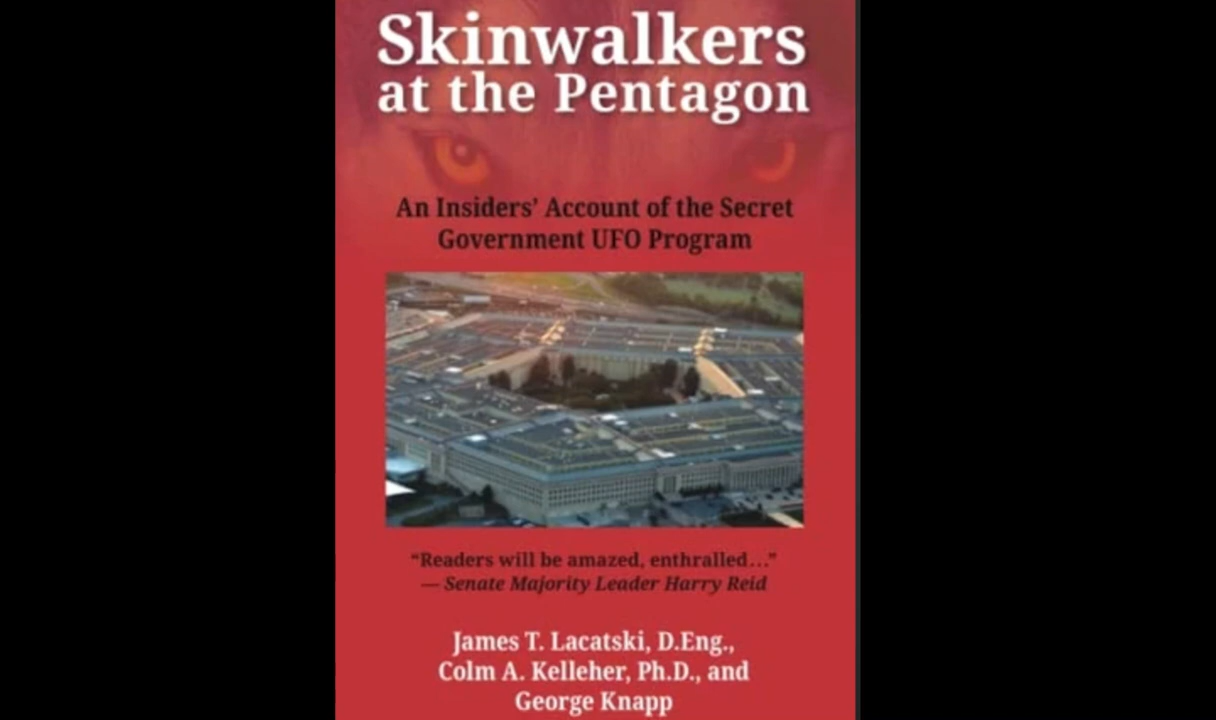 Skinwalkers
at the Pentagon
An Insiders’ Account of the Secret
Government UFO Program
“Readers will be amazed, enthralled…”
— Senate Majority Leader Harry Reid
James T. Lacatski, D.Eng.,
Colm A. Kelleher, Ph.D., and
George Knapp